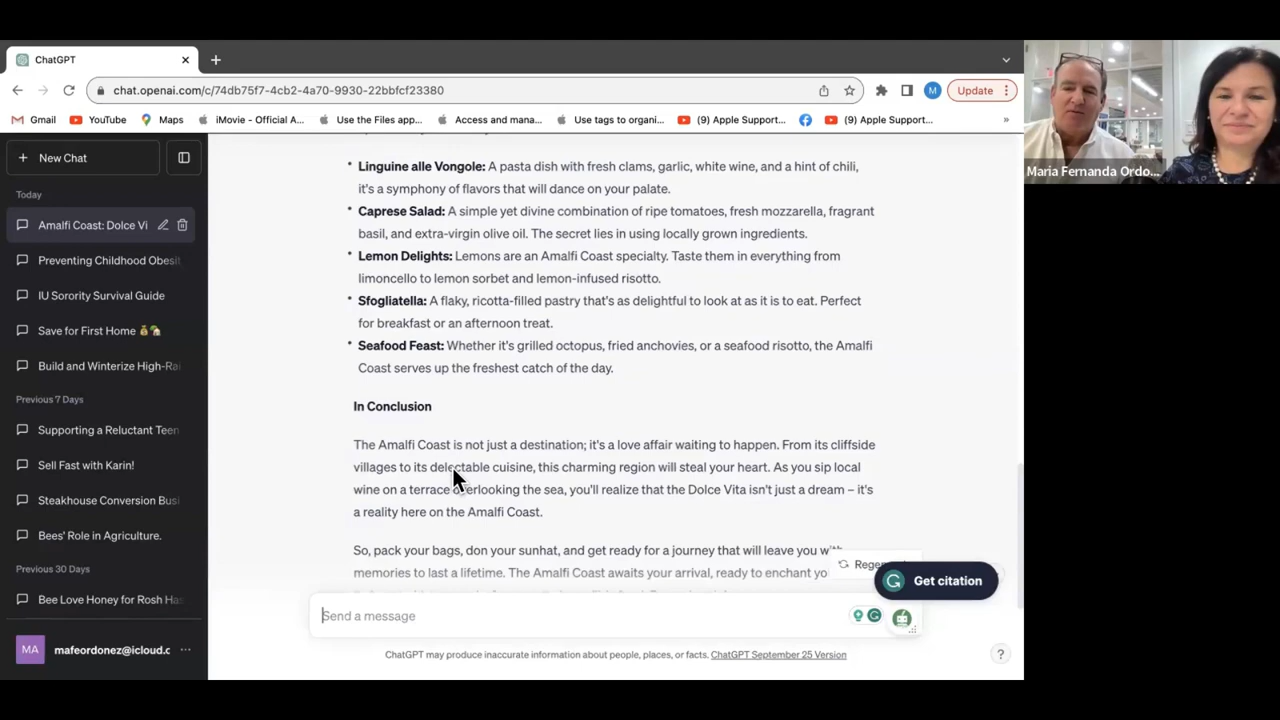 ChatGPT
chat.openai.com/c/74db75f7-4cb2-4a70-9930-22bbfcf23380
M
Update
Gmail
YouTube
Maps
iMovie - Official A...
Use the Files app...
Access and mana...
Use tags to organi...
(9) Apple Support...
(9) Apple Support...
»
New Chat
Today
Amalfi Coast: Dolce Vi
Preventing Childhood Obesit
IU Sorority Survival Guide
Save for First Home 💰🏡
Build and Winterize High-Rai
Previous 7 Days
Supporting a Reluctant Teen
Sell Fast with Karin!
Steakhouse Conversion Busi
Bees' Role in Agriculture.
Previous 30 Days
Bee Love Honey for Rosh Has
MA
mafeordonez@icloud.c ...
• Linguine alle Vongole: A pasta dish with fresh clams, garlic, white wine, and a hint of chili,
it's a symphony of flavors that will dance on your palate.
• Caprese Salad: A simple yet divine combination of ripe tomatoes, fresh mozzarella, fragrant
basil, and extra-virgin olive oil. The secret lies in using locally grown ingredients.
• Lemon Delights: Lemons are an Amalfi Coast specialty. Taste them in everything from
limoncello to lemon sorbet and lemon-infused risotto.
• Sfogliatella: A flaky, ricotta-filled pastry that's as delightful to look at as it is to eat. Perfect
for breakfast or an afternoon treat.
• Seafood Feast: Whether it's grilled octopus, fried anchovies, or a seafood risotto, the Amalfi
Coast serves up the freshest catch of the day.
In Conclusion
The Amalfi Coast is not just a destination; it's a love affair waiting to happen. From its cliffside
villages to its delectable cuisine, this charming region will steal your heart. As you sip local
wine on a terrace overlooking the sea, you'll realize that the Dolce Vita isn't just a dream – it's
a reality here on the Amalfi Coast.
So, pack your bags, don your sunhat, and get ready for a journey that will leave you with
memories to last a lifetime. The Amalfi Coast awaits your arrival, ready to enchant yo
Regen
Get citation
Send a message
ChatGPT may produce inaccurate information about people, places, or facts. ChatGPT September 25 Version
?
Maria Fernanda Ordo...